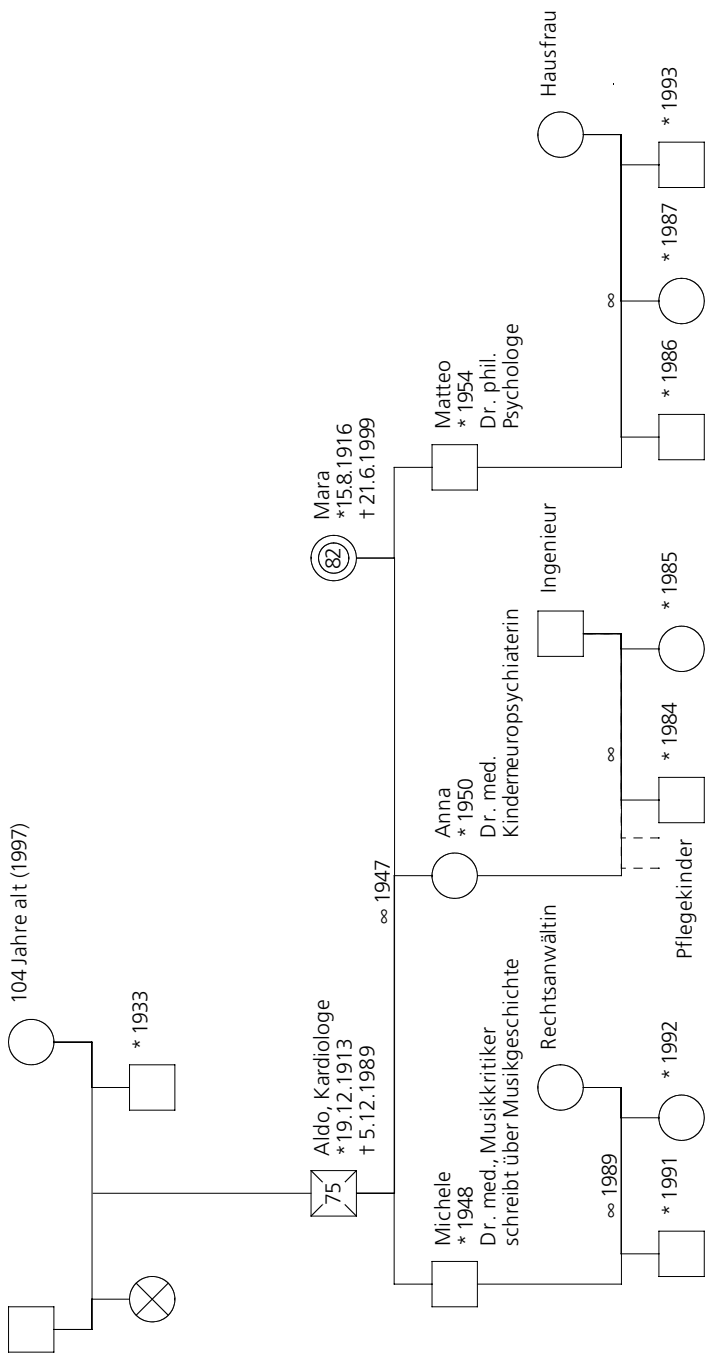 104 Jahre alt (1997)
* 1933
Aldo, Kardiologe
*19.12.1913
† 5.12.1989
75
∞ 1947
82
Mara
*15.8.1916
† 21.6.1999
Michele
* 1948
Dr. med., Musikkritiker
schreibt über Musikgeschichte
Anna
* 1950
Dr. med.
Kinderneuropsychiaterin
Matteo
* 1954
Dr. phil.
Psychologe
Rechtsanwältin
Ingenieur
Hausfrau
∞ 1989
∞
∞
* 1991
* 1992
Pflegekinder
* 1984
* 1985
* 1986
* 1987
* 1993